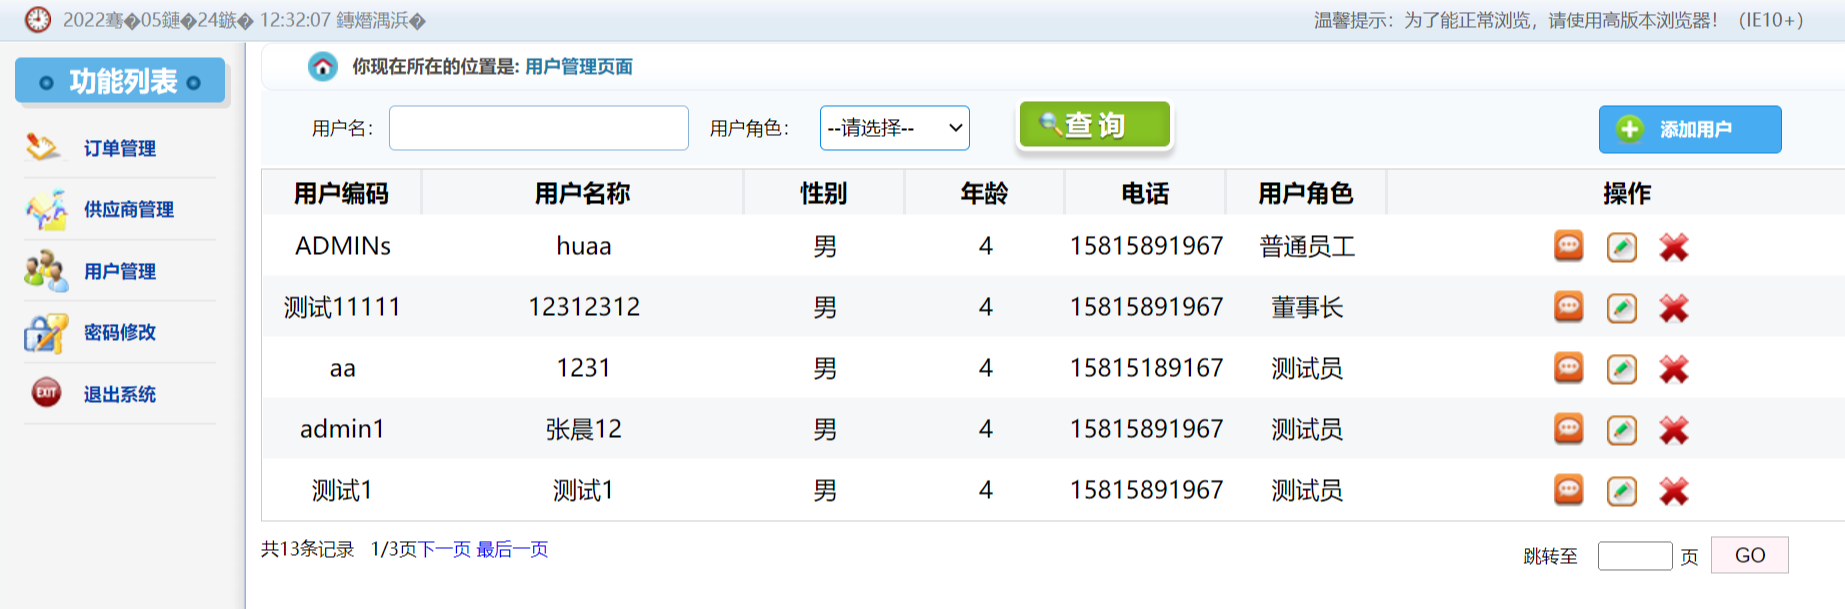 2022骞�05鏈�24鏃� 12:32:07 鏄熸湡浜�
温馨提示：为了能正常浏览，请使用高版本浏览器！（IE10+）
功能列表
订单管理
供应商管理
用户管理
密码修改
EXIT 退出系统
你现在所在的位置是: 用户管理页面
用户名： 用户角色： --请选择-- 查 询 添加用户
用户编码 用户名称 性别 年龄 电话 用户角色 操作
ADMINs huaa 男 4 15815891967 普通员工
测试11111 12312312 男 4 15815891967 董事长
aa 1231 男 4 15815189167 测试员
admin1 张晨12 男 4 15815891967 测试员
测试1 测试1 男 4 15815891967 测试员
共13条记录 1/3页下一页 最后一页
跳转至 页 GO